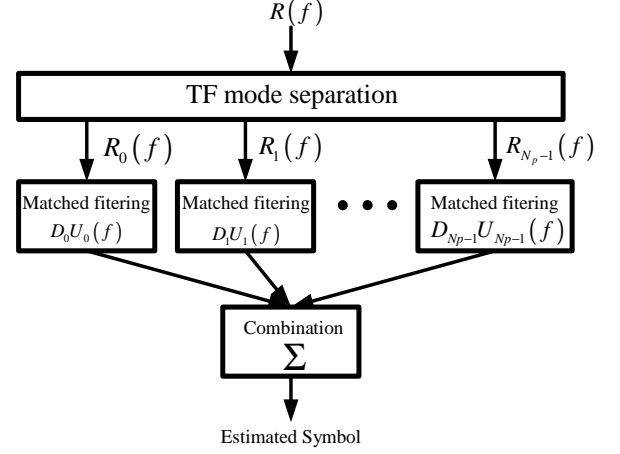 R(f)
TF mode separation
R_0(f) R_1(f) R_{N_p-1}(f)
Matched fitering Matched fitering • • • Matched fitering
D_0U_0(f) D_1U_1(f) D_{Np-1}U_{Np-1}(f)
Combination
Σ
Estimated Symbol